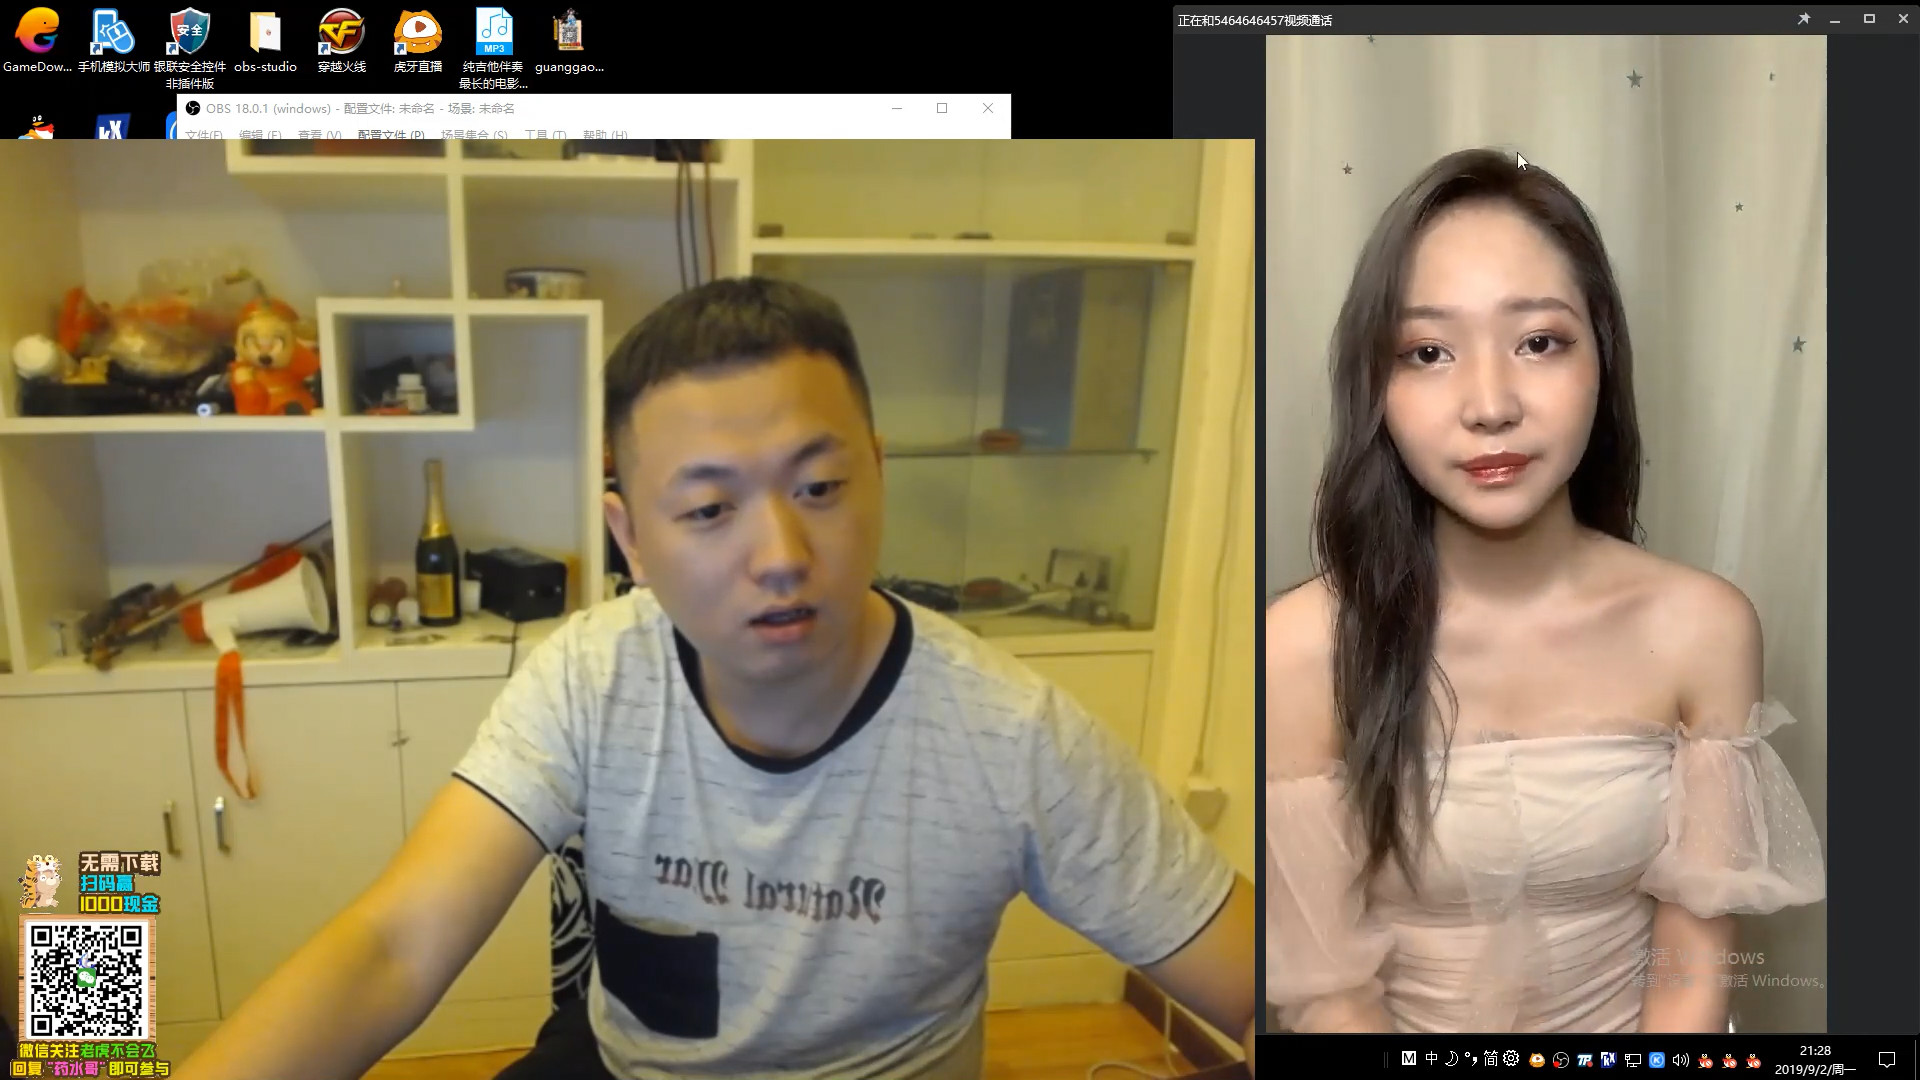 正在和5464646457视频通话
GameDow...
手机模拟大师
银联安全控件
非插件版
obs-studio
穿越火线
虎牙直播
纯吉他伴奏
最长的电影...
guanggao...
安全
CF
MP3
OBS 18.0.1 (windows) - 配置文件: 未命名 - 场景: 未命名
文件(F) 编辑 (E) 查看 (V) 配置文件 (P) 场景集合 (S) 工具 (T) 帮助 (H)
Natural War
无需下载
扫码赢
1000现金
微信关注老虎不会飞
回复"药水哥"即可参与
激活 Windows
转到"设置"以激活 Windows。
M 中 简
21:28
2019/9/2/周一